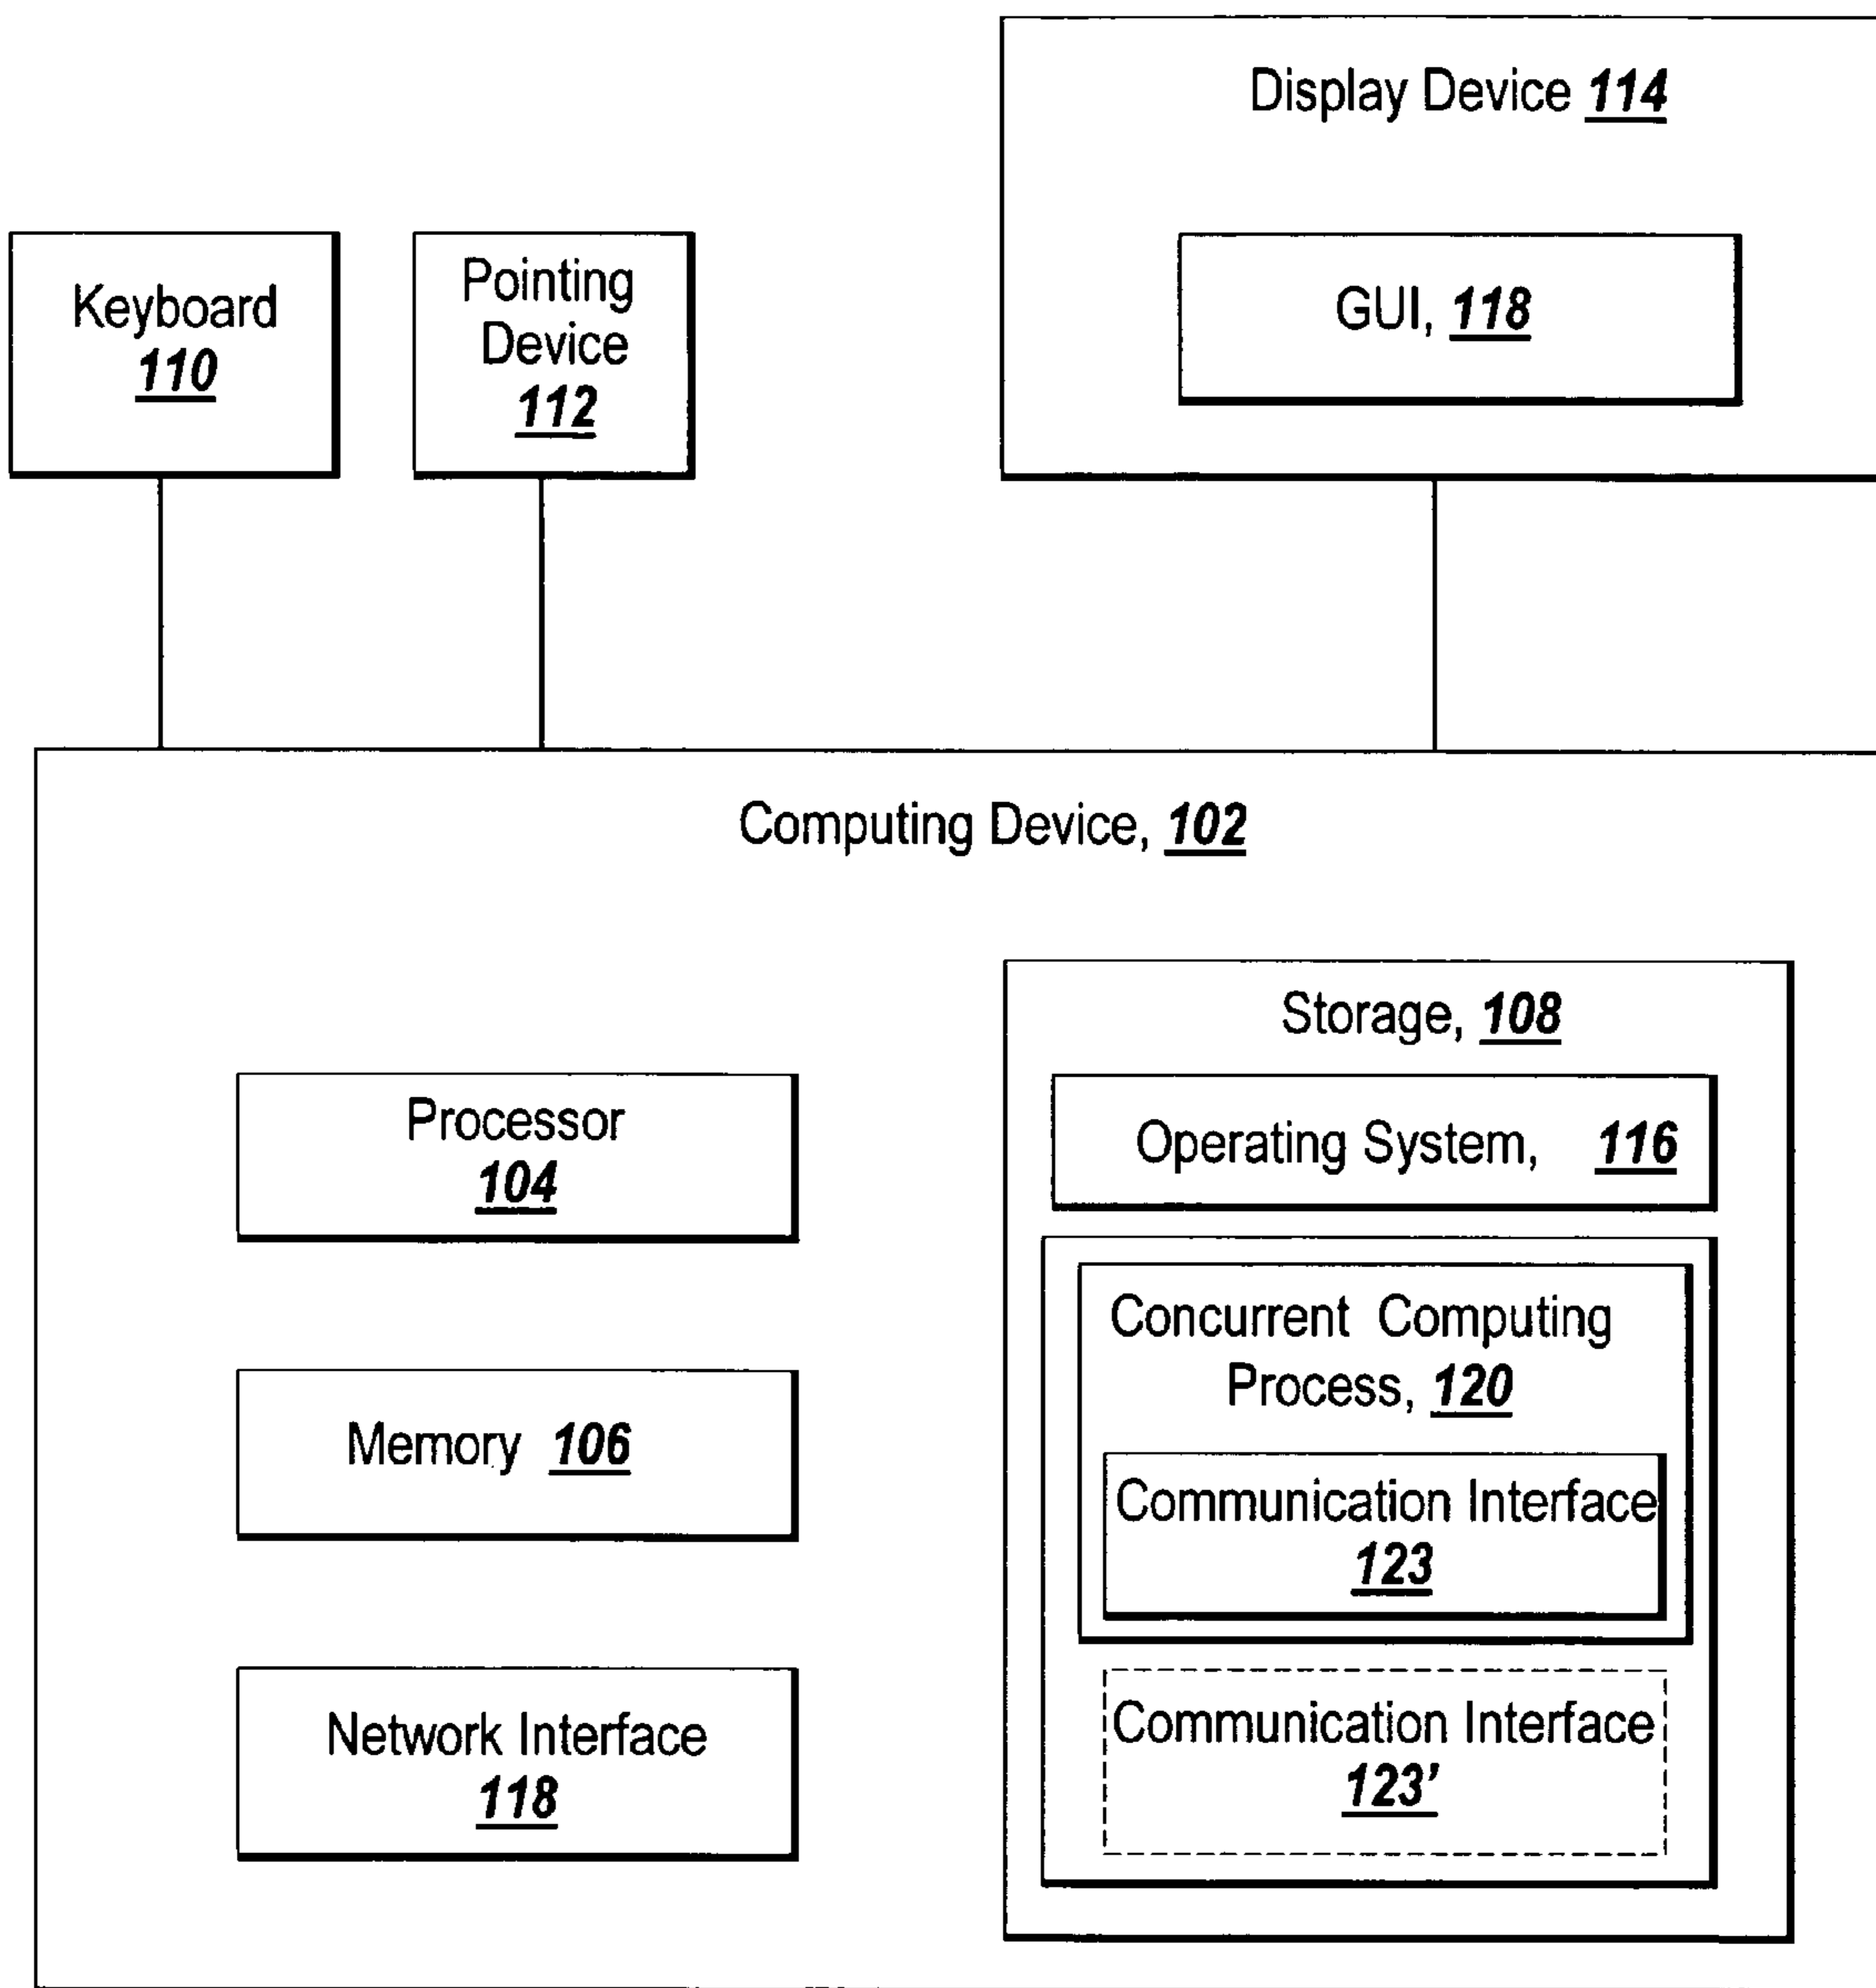 Display Device 114
GUI, 118
Keyboard
110
Pointing
Device
112
Computing Device, 102
Processor
104
Memory 106
Network Interface
118
Storage, 108
Operating System, 116
Concurrent Computing
Process, 120
Communication Interface
123
Communication Interface
123'